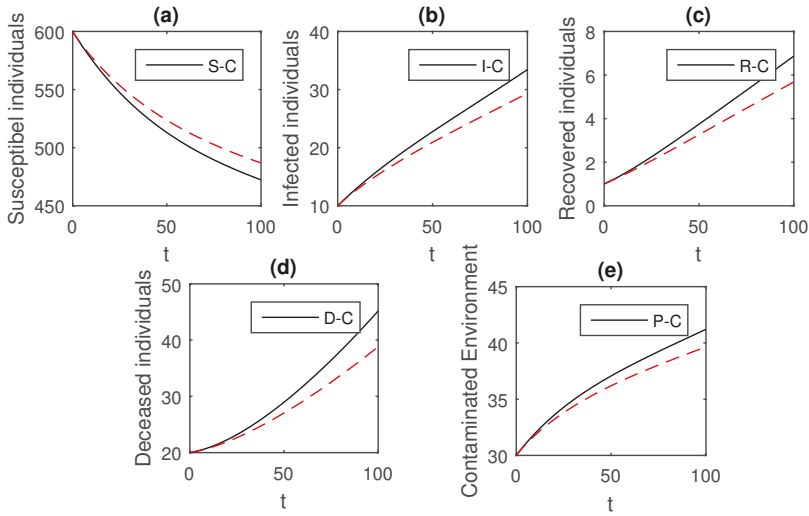 (a)
Susceptibel individuals
600
550
500
450
S-C
0
50
100
t
(b)
Infected individuals
40
30
20
10
I-C
0
50
100
t
(c)
Recovered individuals
8
6
4
2
0
R-C
0
50
100
t
(d)
Deceased individuals
50
40
30
20
D-C
0
50
100
t
(e)
Contaminated Environment
45
40
35
30
P-C
0
50
100
t